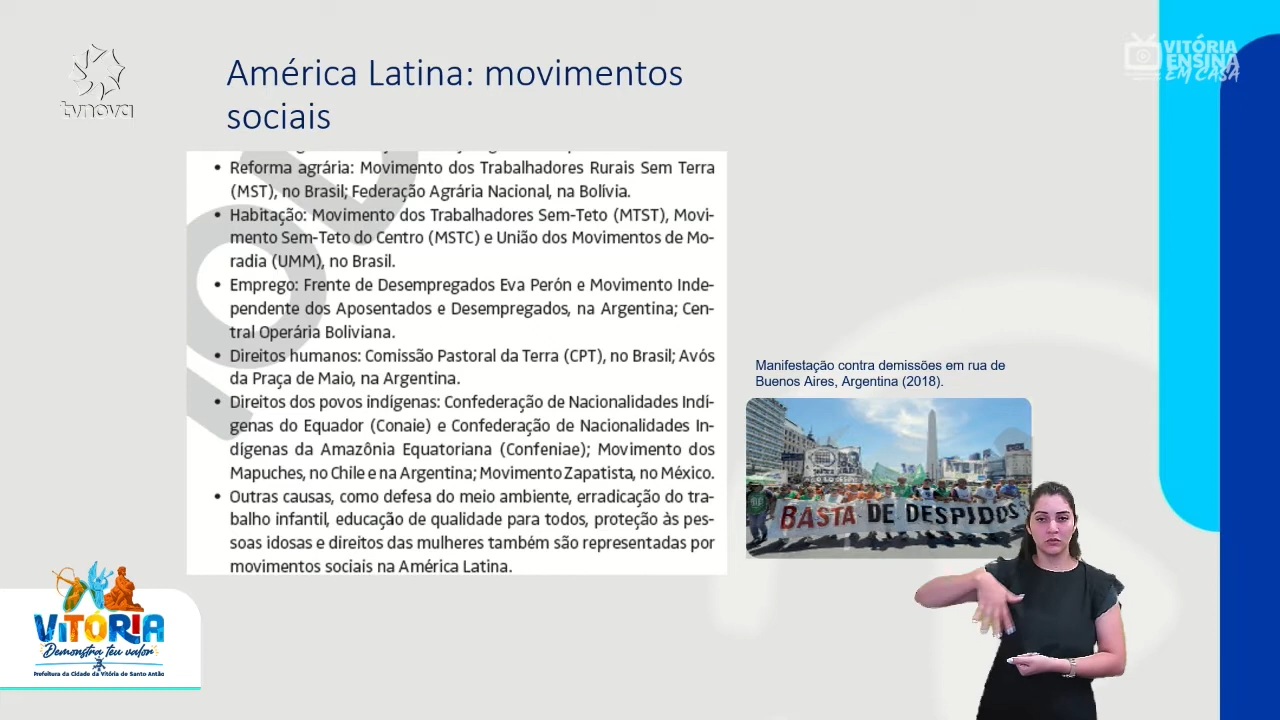 tvnova
VITÓRIA
ENSINA
EM CASA
América Latina: movimentos
sociais
• Reforma agrária: Movimento dos Trabalhadores Rurais Sem Terra
(MST), no Brasil; Federação Agrária Nacional, na Bolívia.
• Habitação: Movimento dos Trabalhadores Sem-Teto (MTST), Movi-
mento Sem-Teto do Centro (MSTC) e União dos Movimentos de Mo-
radia (UMM), no Brasil.
• Emprego: Frente de Desempregados Eva Perón e Movimento Inde-
pendente dos Aposentados e Desempregados, na Argentina; Cen-
tral Operária Boliviana.
• Direitos humanos: Comissão Pastoral da Terra (CPT), no Brasil; Avós
da Praça de Maio, na Argentina.
• Direitos dos povos indígenas: Confederação de Nacionalidades Indí-
genas do Equador (Conaie) e Confederação de Nacionalidades In-
dígenas da Amazônia Equatoriana (Confeniae); Movimento dos
Mapuches, no Chile e na Argentina; Movimento Zapatista, no México.
• Outras causas, como defesa do meio ambiente, erradicação do tra-
balho infantil, educação de qualidade para todos, proteção às pes-
soas idosas e direitos das mulheres também são representadas por
movimentos sociais na América Latina.
Manifestação contra demissões em rua de
Buenos Aires, Argentina (2018).
BASTA DE DESPIDOS
VITÓRIA
Demonstra teu valor
Prefeitura da Cidade da Vitória de Santo Antão